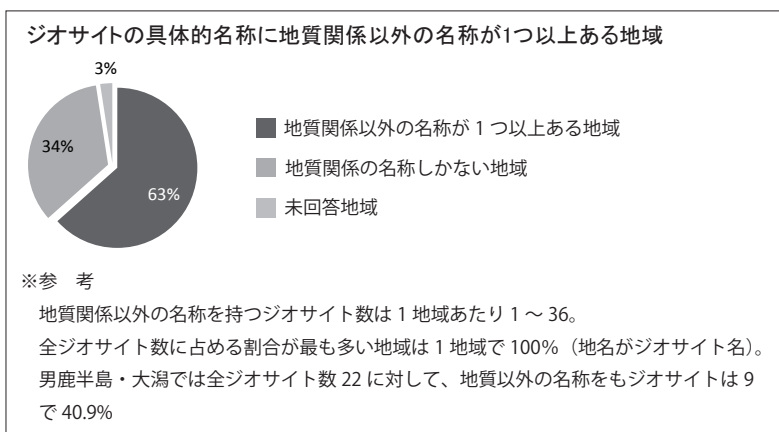 ジオサイトの具体的名称に地質関係以外の名称が1つ以上ある地域
3%
34%
63%
地質関係以外の名称が 1 つ以上ある地域
地質関係の名称しかない地域
未回答地域
※参　考
地質関係以外の名称を持つジオサイト数は 1 地域あたり 1 ～ 36。
全ジオサイト数に占める割合が最も多い地域は 1 地域で 100%（地名がジオサイト名）。
男鹿半島・大潟では全ジオサイト数 22 に対して、地質以外の名称をもジオサイトは 9
で 40.9%